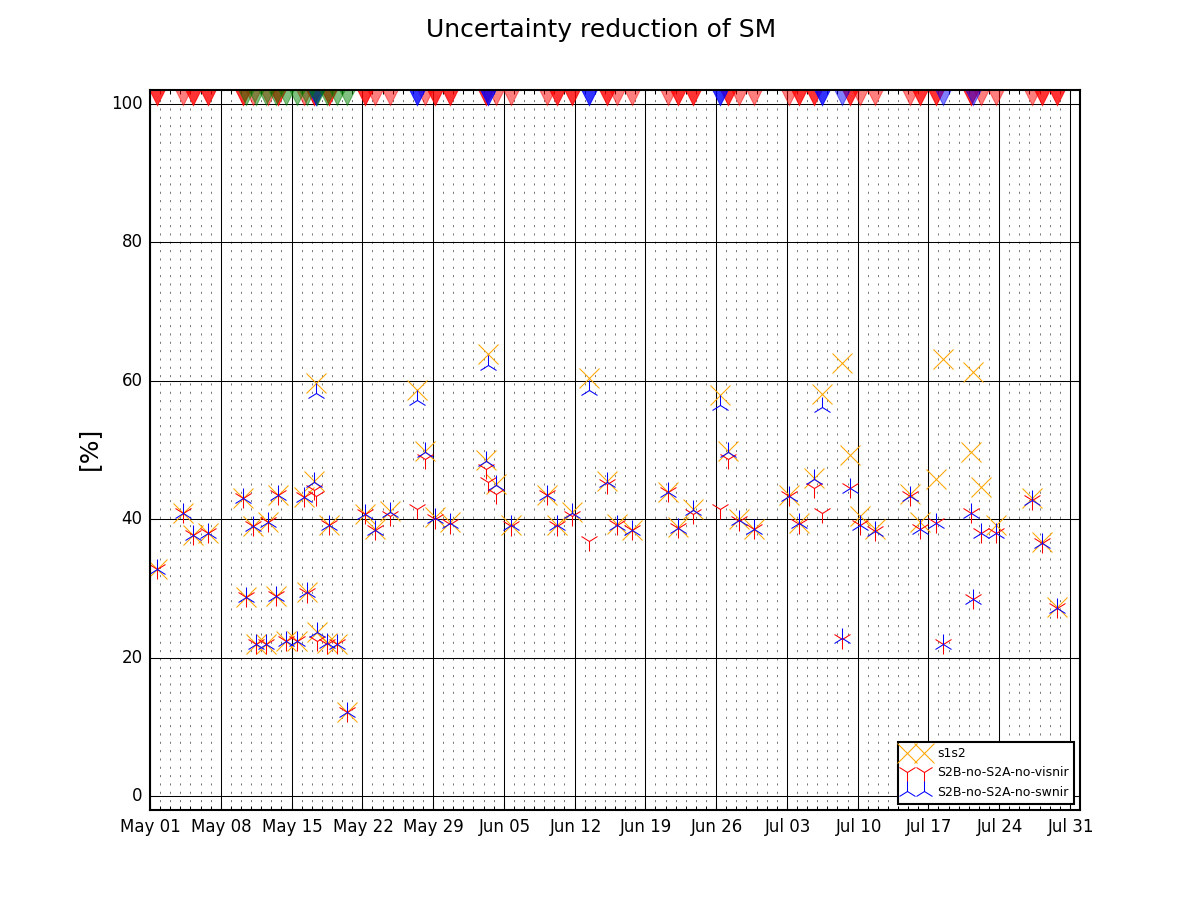 Uncertainty reduction of SM
[%]
100
80
60
40
20
0
May 01 May 08 May 15 May 22 May 29 Jun 05 Jun 12 Jun 19 Jun 26 Jul 03 Jul 10 Jul 17 Jul 24 Jul 31
s1s2
S2B-no-S2A-no-visnir
S2B-no-S2A-no-swnir